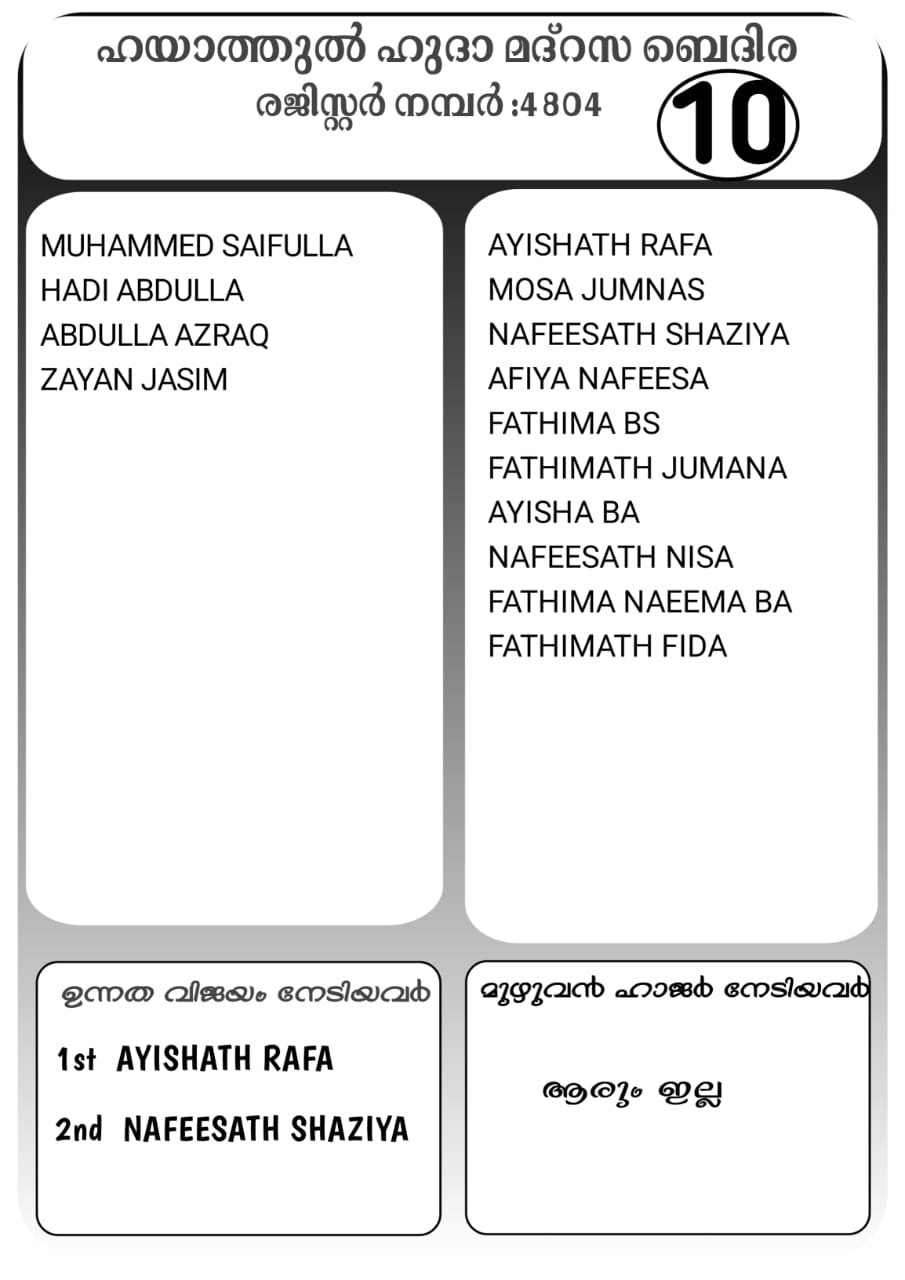 ഹയാത്തുൽ ഹുദാ മദ്റസ ബെദിര
രജിസ്റ്റർ നമ്പർ :4804
10
MUHAMMED SAIFULLA
HADI ABDULLA
ABDULLA AZRAQ
ZAYAN JASIM
AYISHATH RAFA
MOSA JUMNAS
NAFEESATH SHAZIYA
AFIYA NAFEESA
FATHIMA BS
FATHIMATH JUMANA
AYISHA BA
NAFEESATH NISA
FATHIMA NAEEMA BA
FATHIMATH FIDA
ഉന്നത വിജയം നേടിയവർ
1st AYISHATH RAFA
2nd NAFEESATH SHAZIYA
മുഴുവൻ ഹാജർ നേടിയവർ
ആരും ഇല്ല